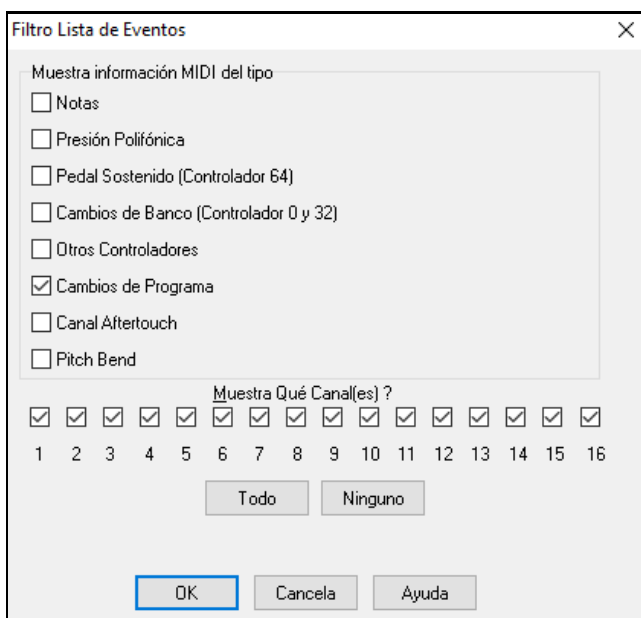 Filtro Lista de Eventos
Muestra información MIDI del tipo
Notas
Presión Polifónica
Pedal Sostenido (Controlador 64)
Cambios de Banco (Controlador 0 y 32)
Otros Controladores
Cambios de Programa
Canal Aftertouch
Pitch Bend
Muestra Qué Canal(es) ?
1 2 3 4 5 6 7 8 9 10 11 12 13 14 15 16
Todo Ninguno
OK Cancela Ayuda